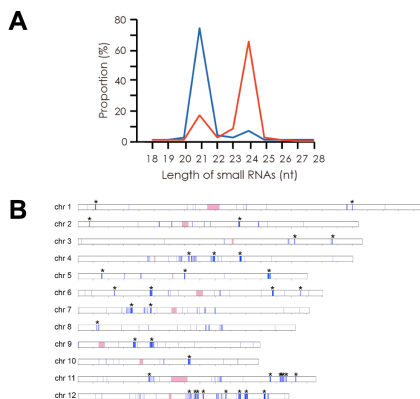 A
Proportion (%)
80
60
40
20
0
18 19 20 21 22 23 24 25 26 27 28
Length of small RNAs (nt)
B
chr 1
chr 2
chr 3
chr 4
chr 5
chr 6
chr 7
chr 8
chr 9
chr 10
chr 11
chr 12